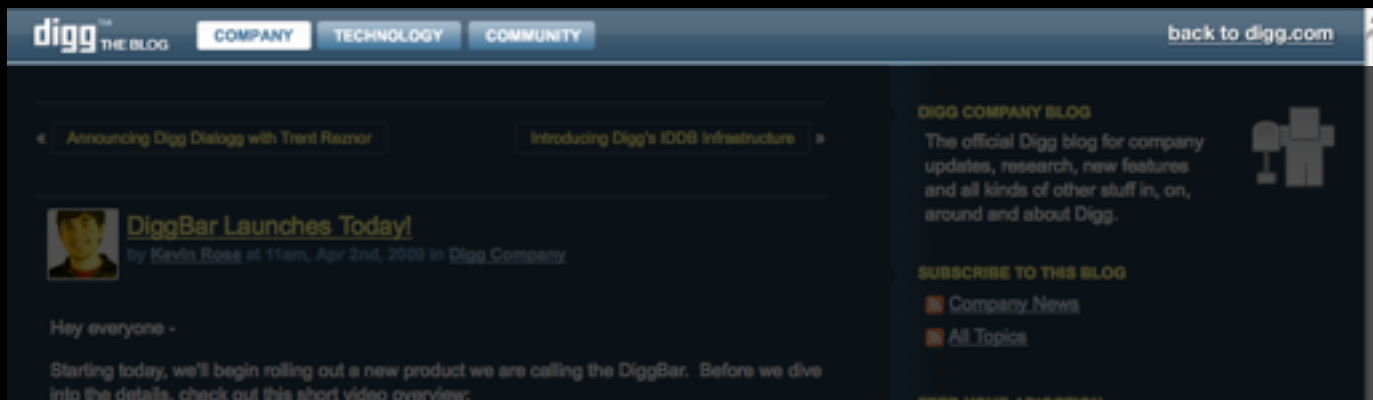 digg™ THE BLOG
COMPANY
TECHNOLOGY
COMMUNITY
back to digg.com
« Announcing Digg Dialogg with Trent Reznor
Introducing Digg's IDDB Infrastructure »
DiggBar Launches Today!
by Kevin Rose at 11am, Apr 2nd, 2009 in Digg Company
Hey everyone -
Starting today, we'll begin rolling out a new product we are calling the DiggBar. Before we dive
into the details, check out this short video overview:
DIGG COMPANY BLOG
The official Digg blog for company
updates, research, new features
and all kinds of other stuff in, on,
around and about Digg.
SUBSCRIBE TO THIS BLOG
Company News
All Topics